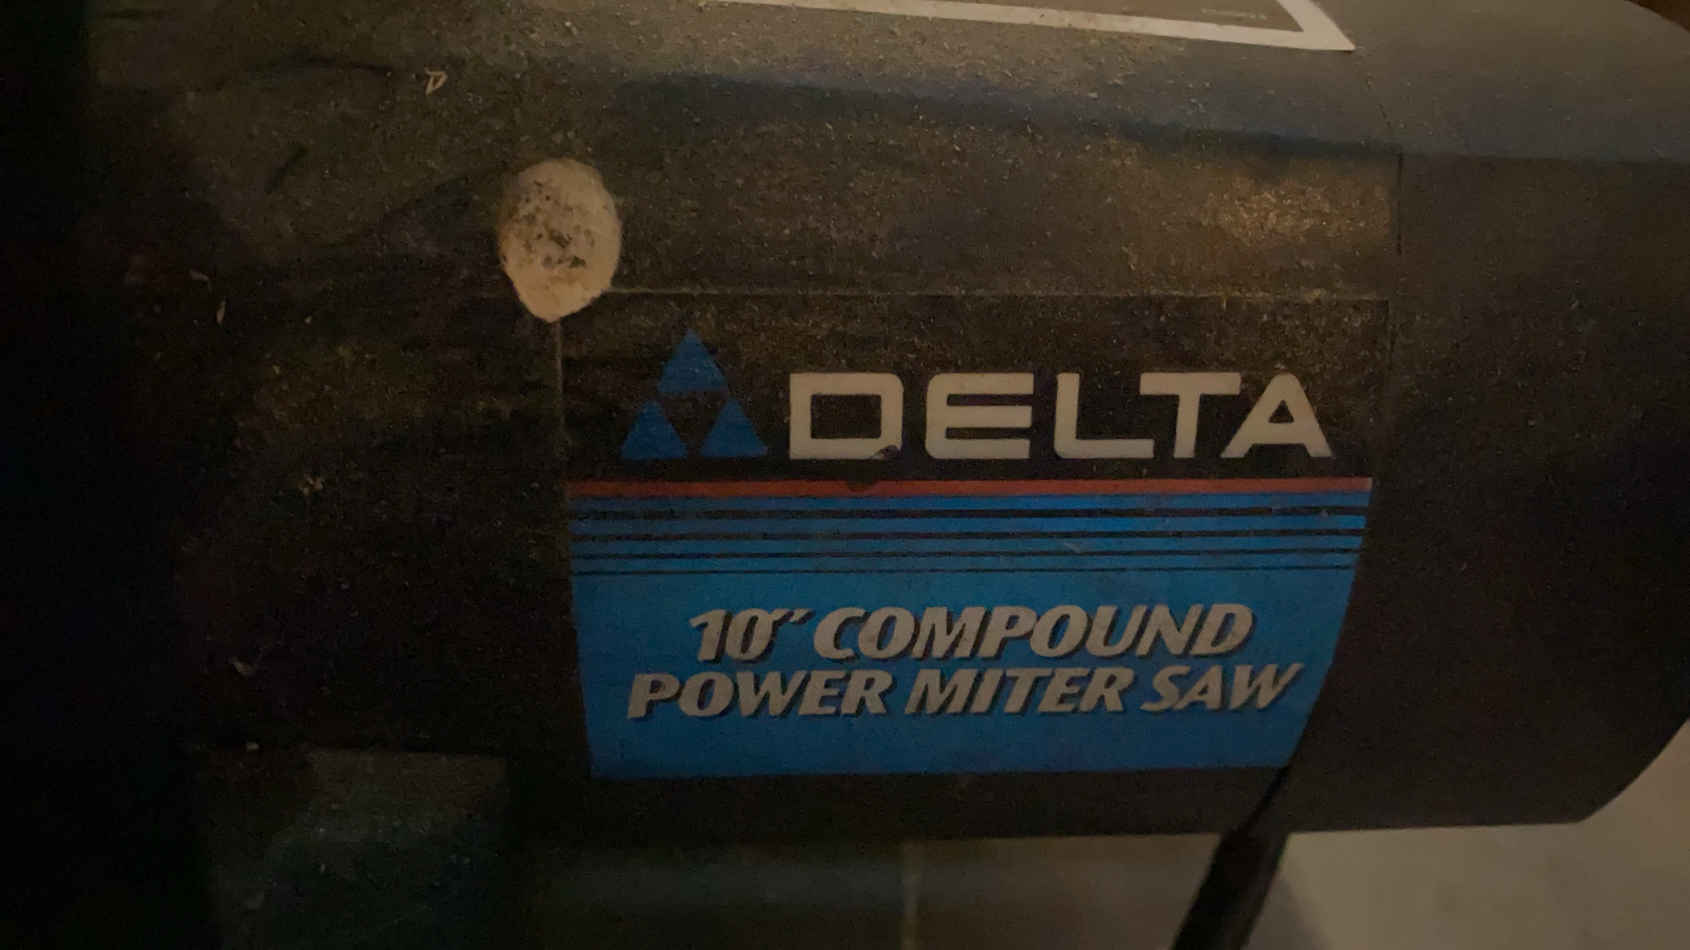 DELTA
10" COMPOUND
POWER MITER SAW